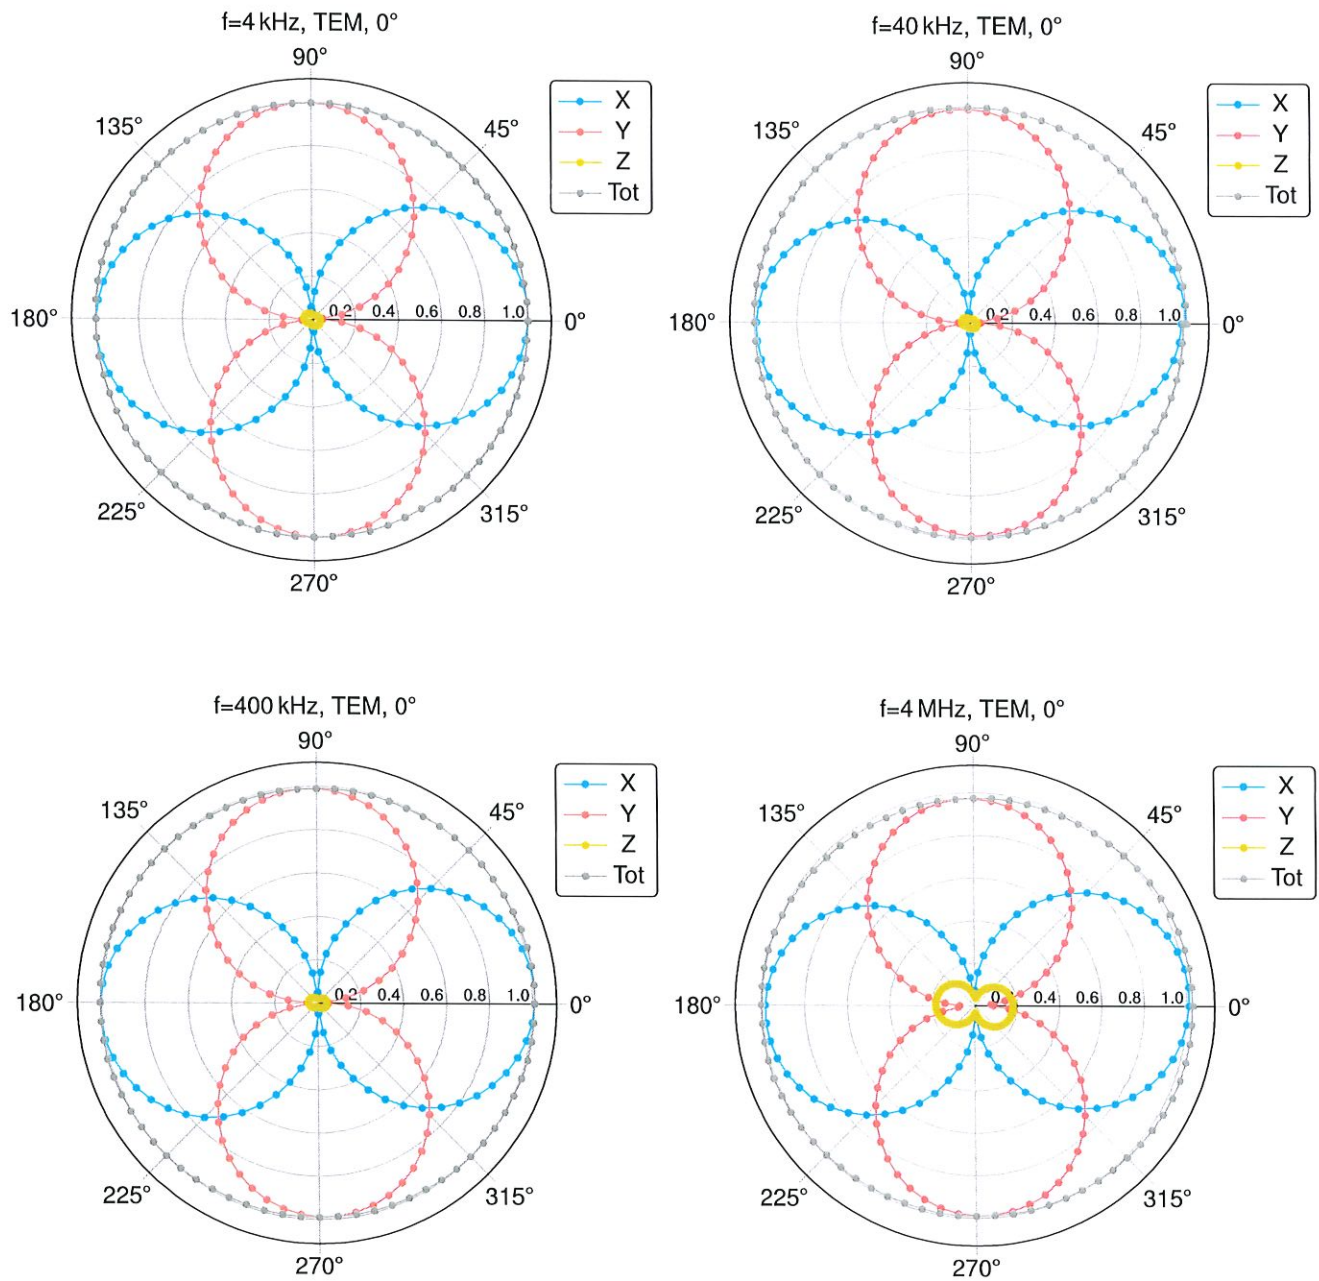 f=4 kHz, TEM, 0°
90°
135°
45°
X
Y
Z
Tot
180°
0.2 0.4 0.6 0.8 1.0
0°
225°
315°
270°
f=40 kHz, TEM, 0°
90°
135°
45°
X
Y
Z
Tot
180°
0.2 0.4 0.6 0.8 1.0
0°
225°
315°
270°
f=400 kHz, TEM, 0°
90°
135°
45°
X
Y
Z
Tot
180°
0.2 0.4 0.6 0.8 1.0
0°
225°
315°
270°
f=4 MHz, TEM, 0°
90°
135°
45°
X
Y
Z
Tot
180°
0.4 0.6 0.8 1.0
0°
225°
315°
270°